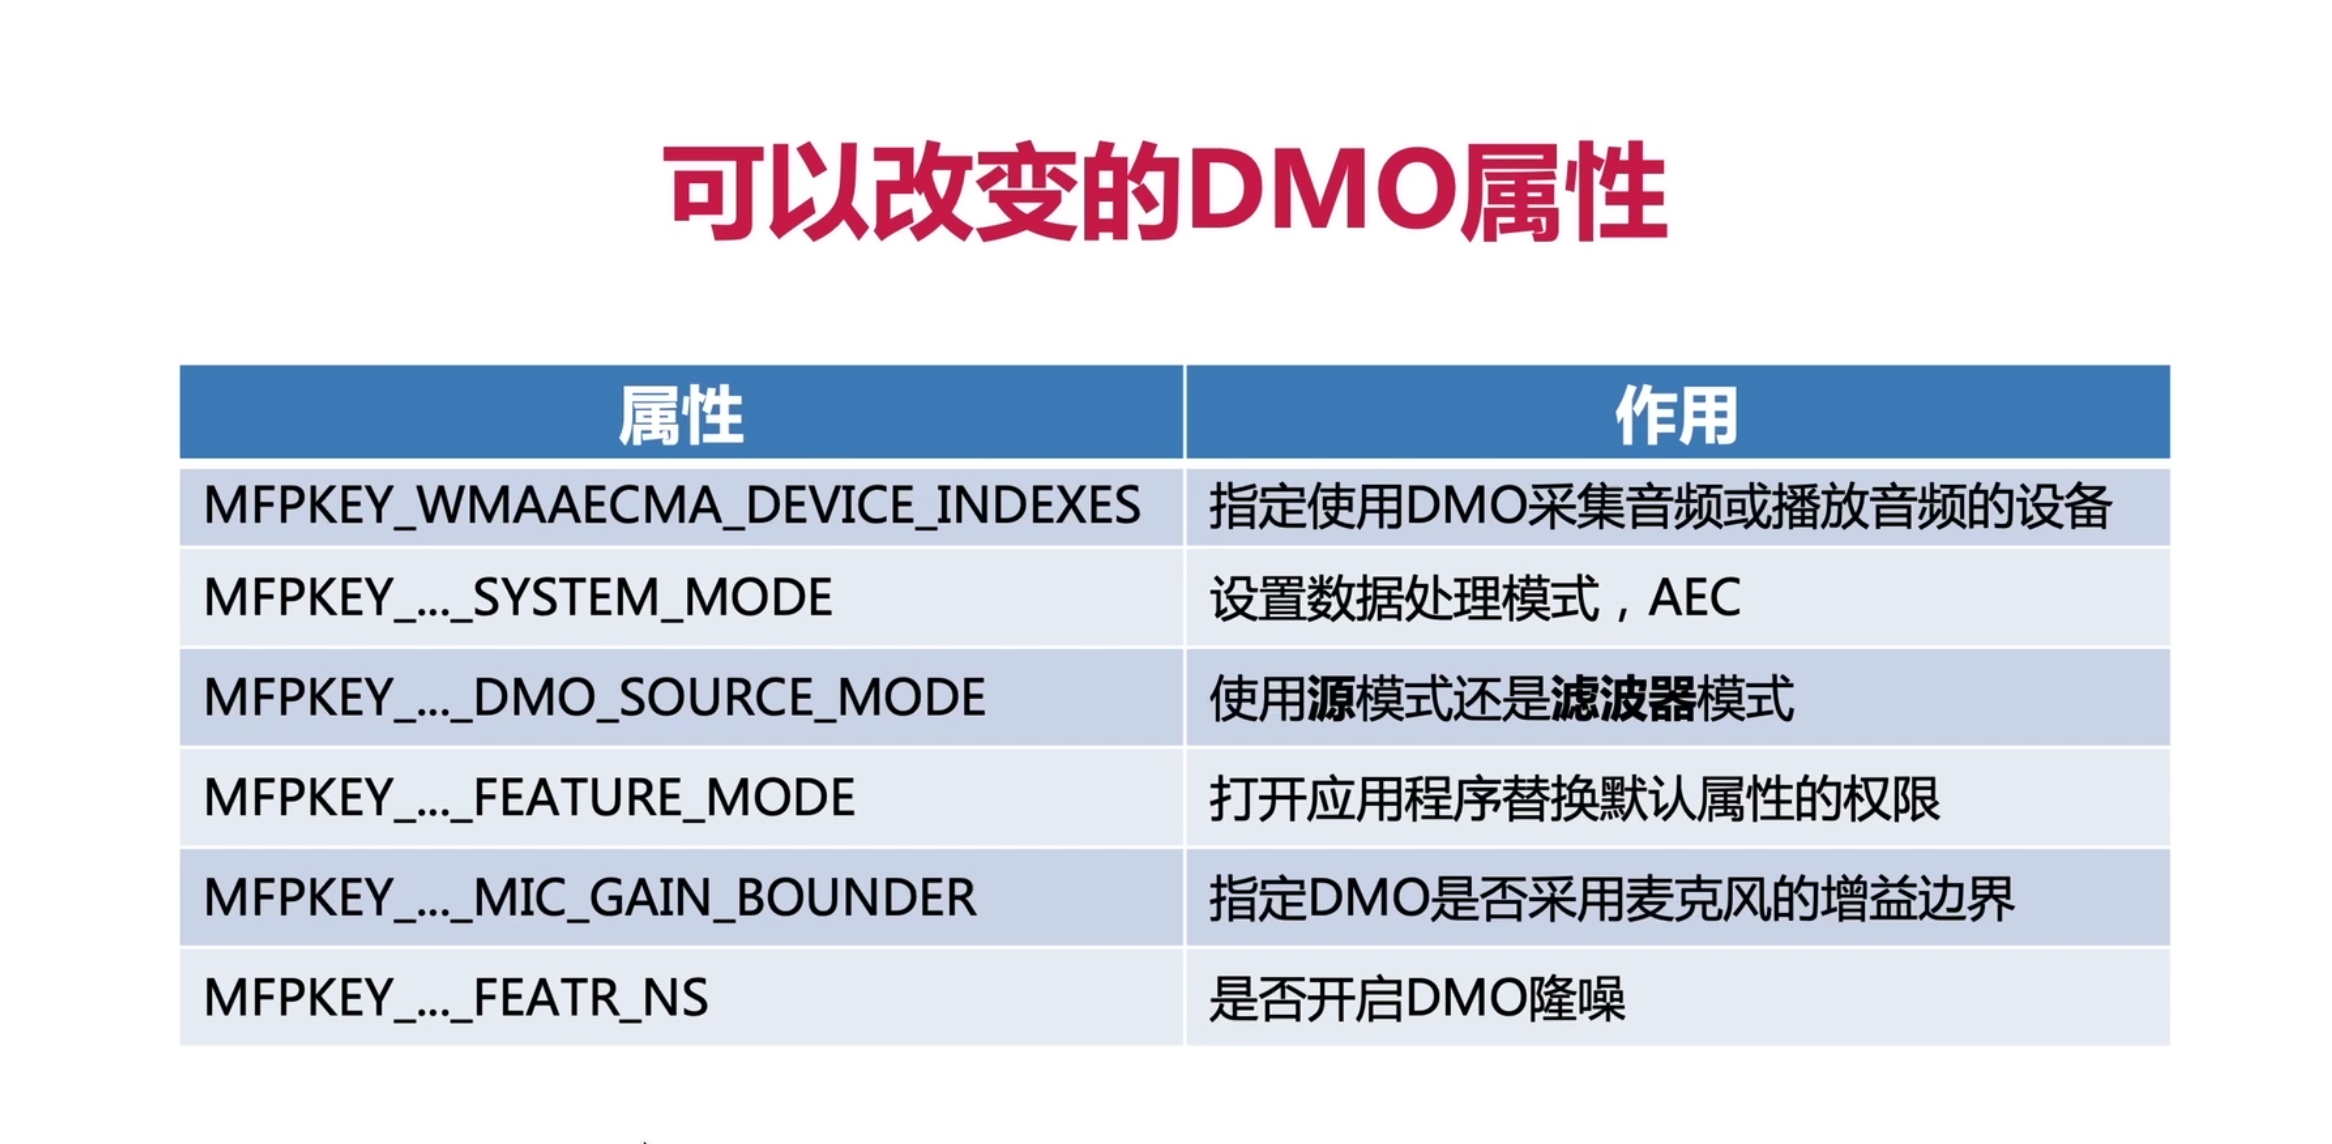 可以改变的DMO属性
属性 作用
MFPKEY_WMAAECMA_DEVICE_INDEXES 指定使用DMO采集音频或播放音频的设备
MFPKEY_..._SYSTEM_MODE 设置数据处理模式，AEC
MFPKEY_..._DMO_SOURCE_MODE 使用源模式还是滤波器模式
MFPKEY_..._FEATURE_MODE 打开应用程序替换默认属性的权限
MFPKEY_..._MIC_GAIN_BOUNDER 指定DMO是否采用麦克风的增益边界
MFPKEY_..._FEATR_NS 是否开启DMO隆噪